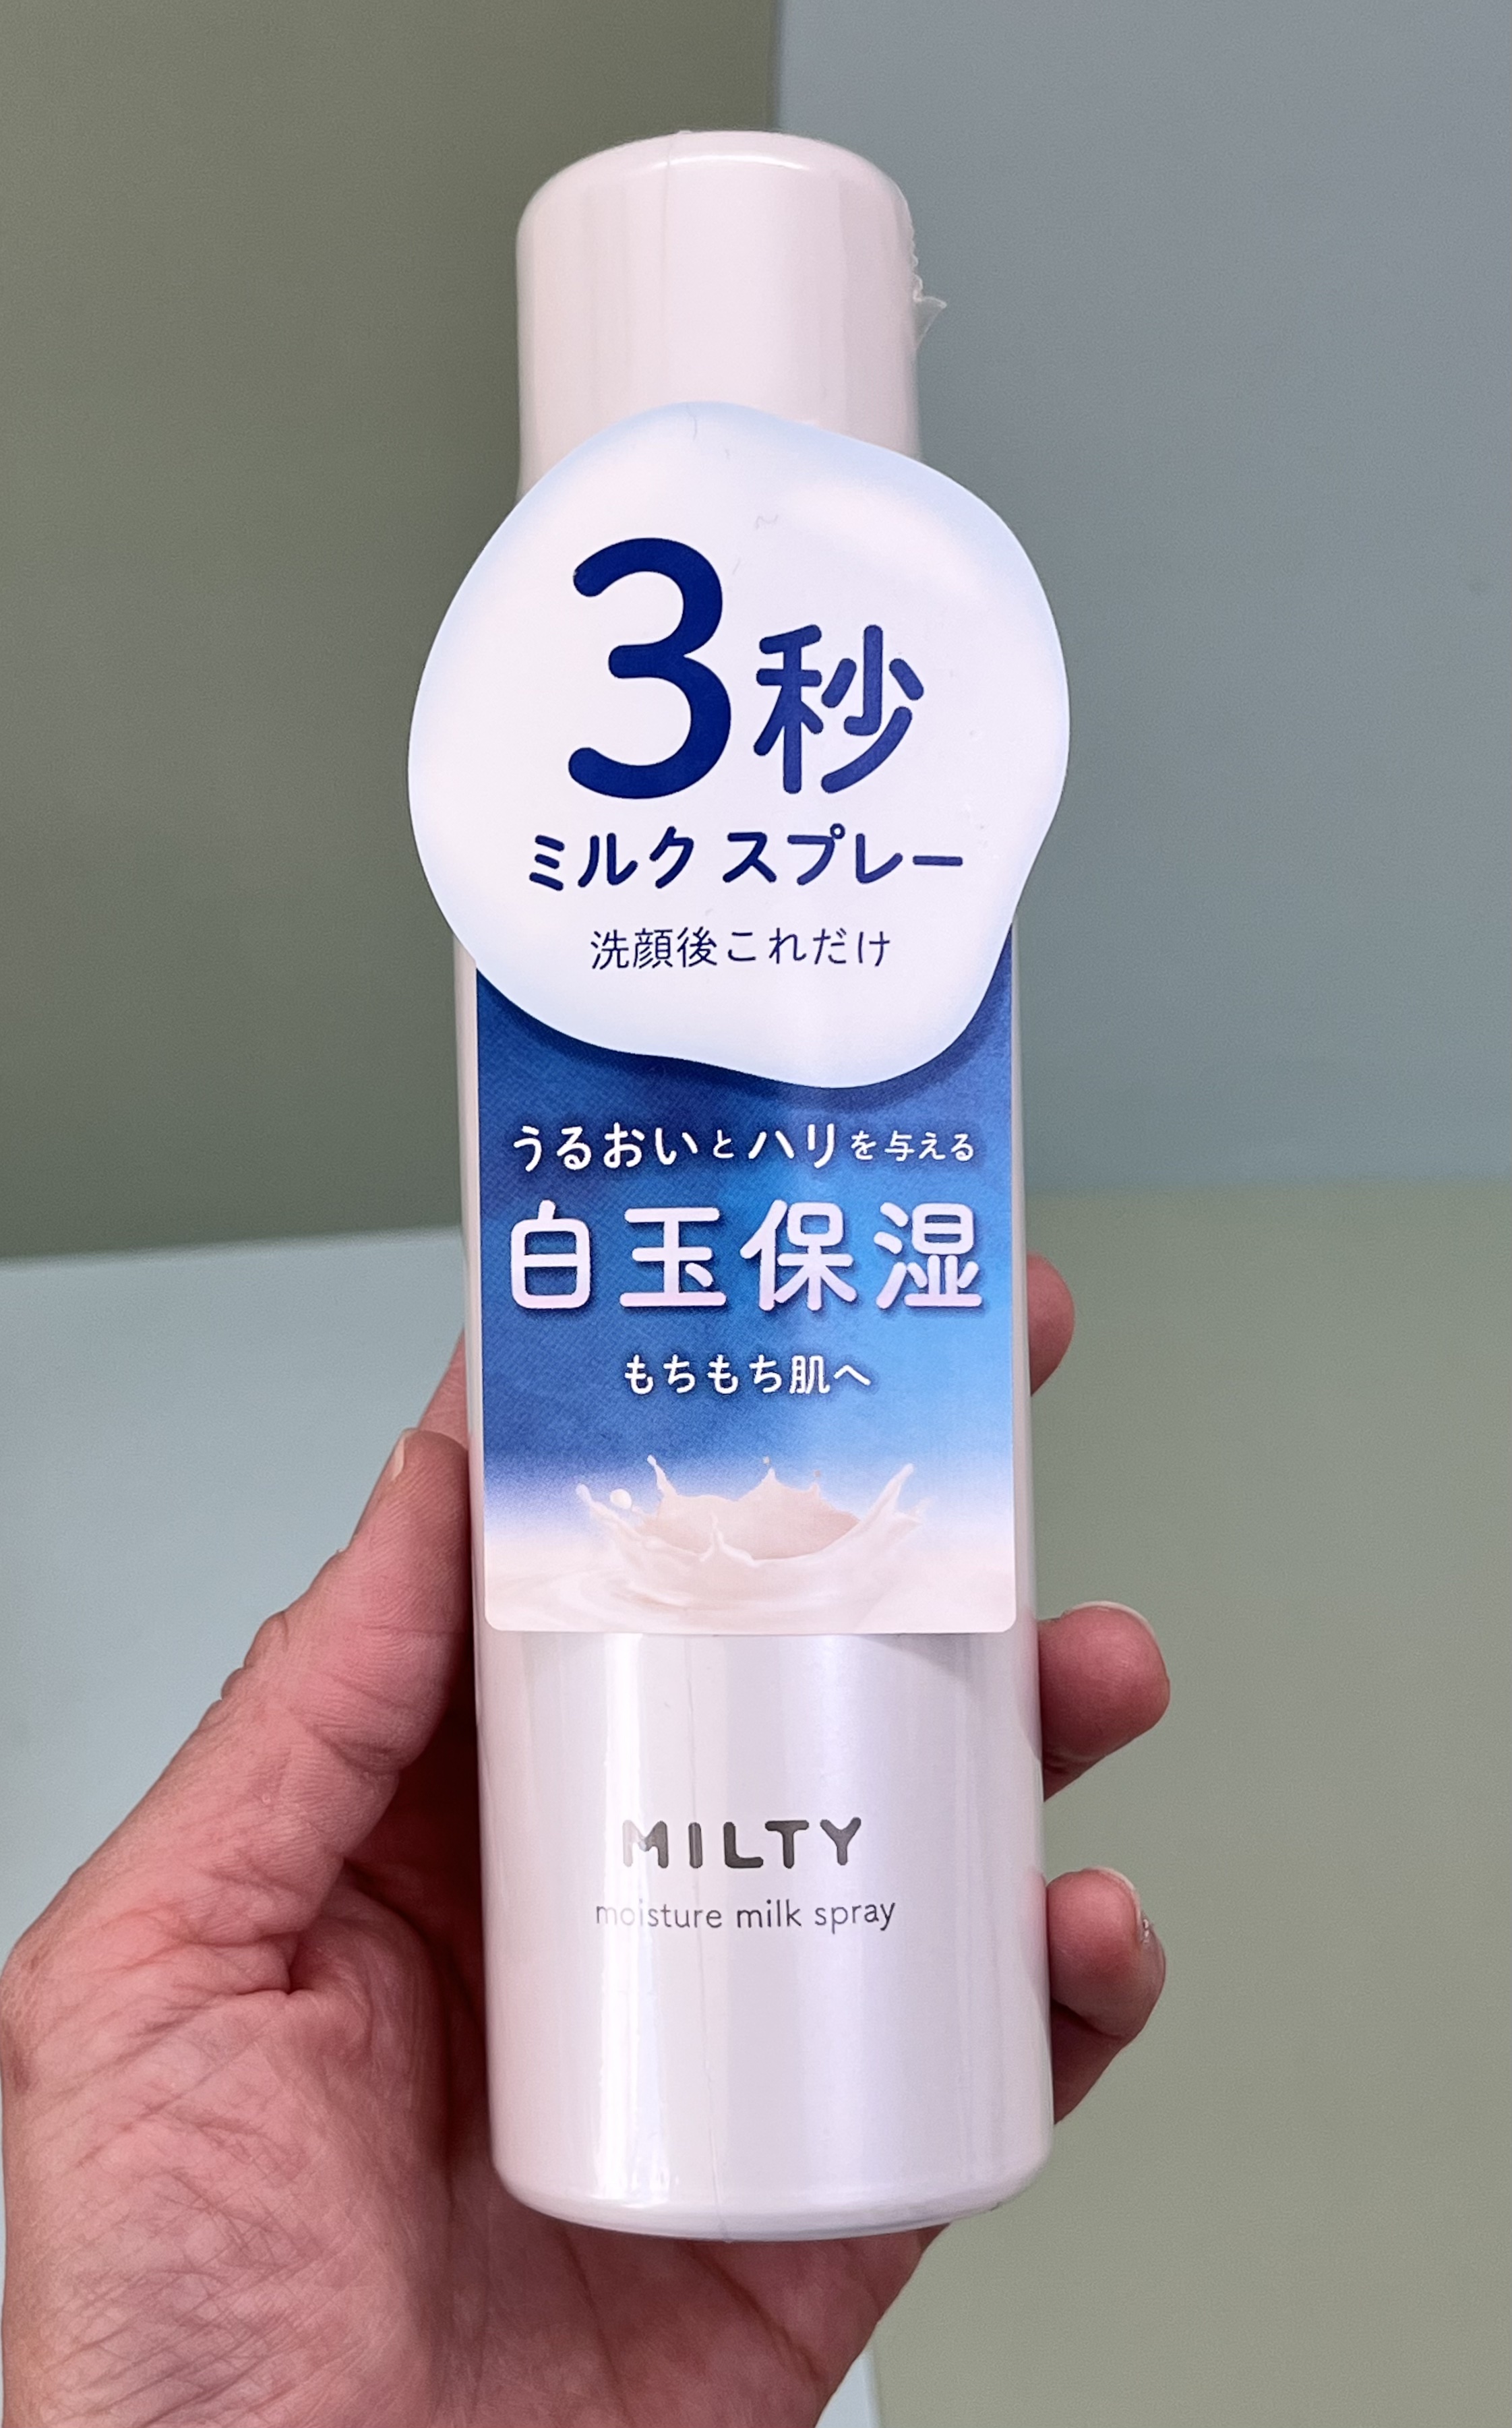 3秒
ミルク スプレー
洗顔後これだけ
うるおいとハリを与える
白玉保湿
もちもち肌へ
MILTY
moisture milk spray